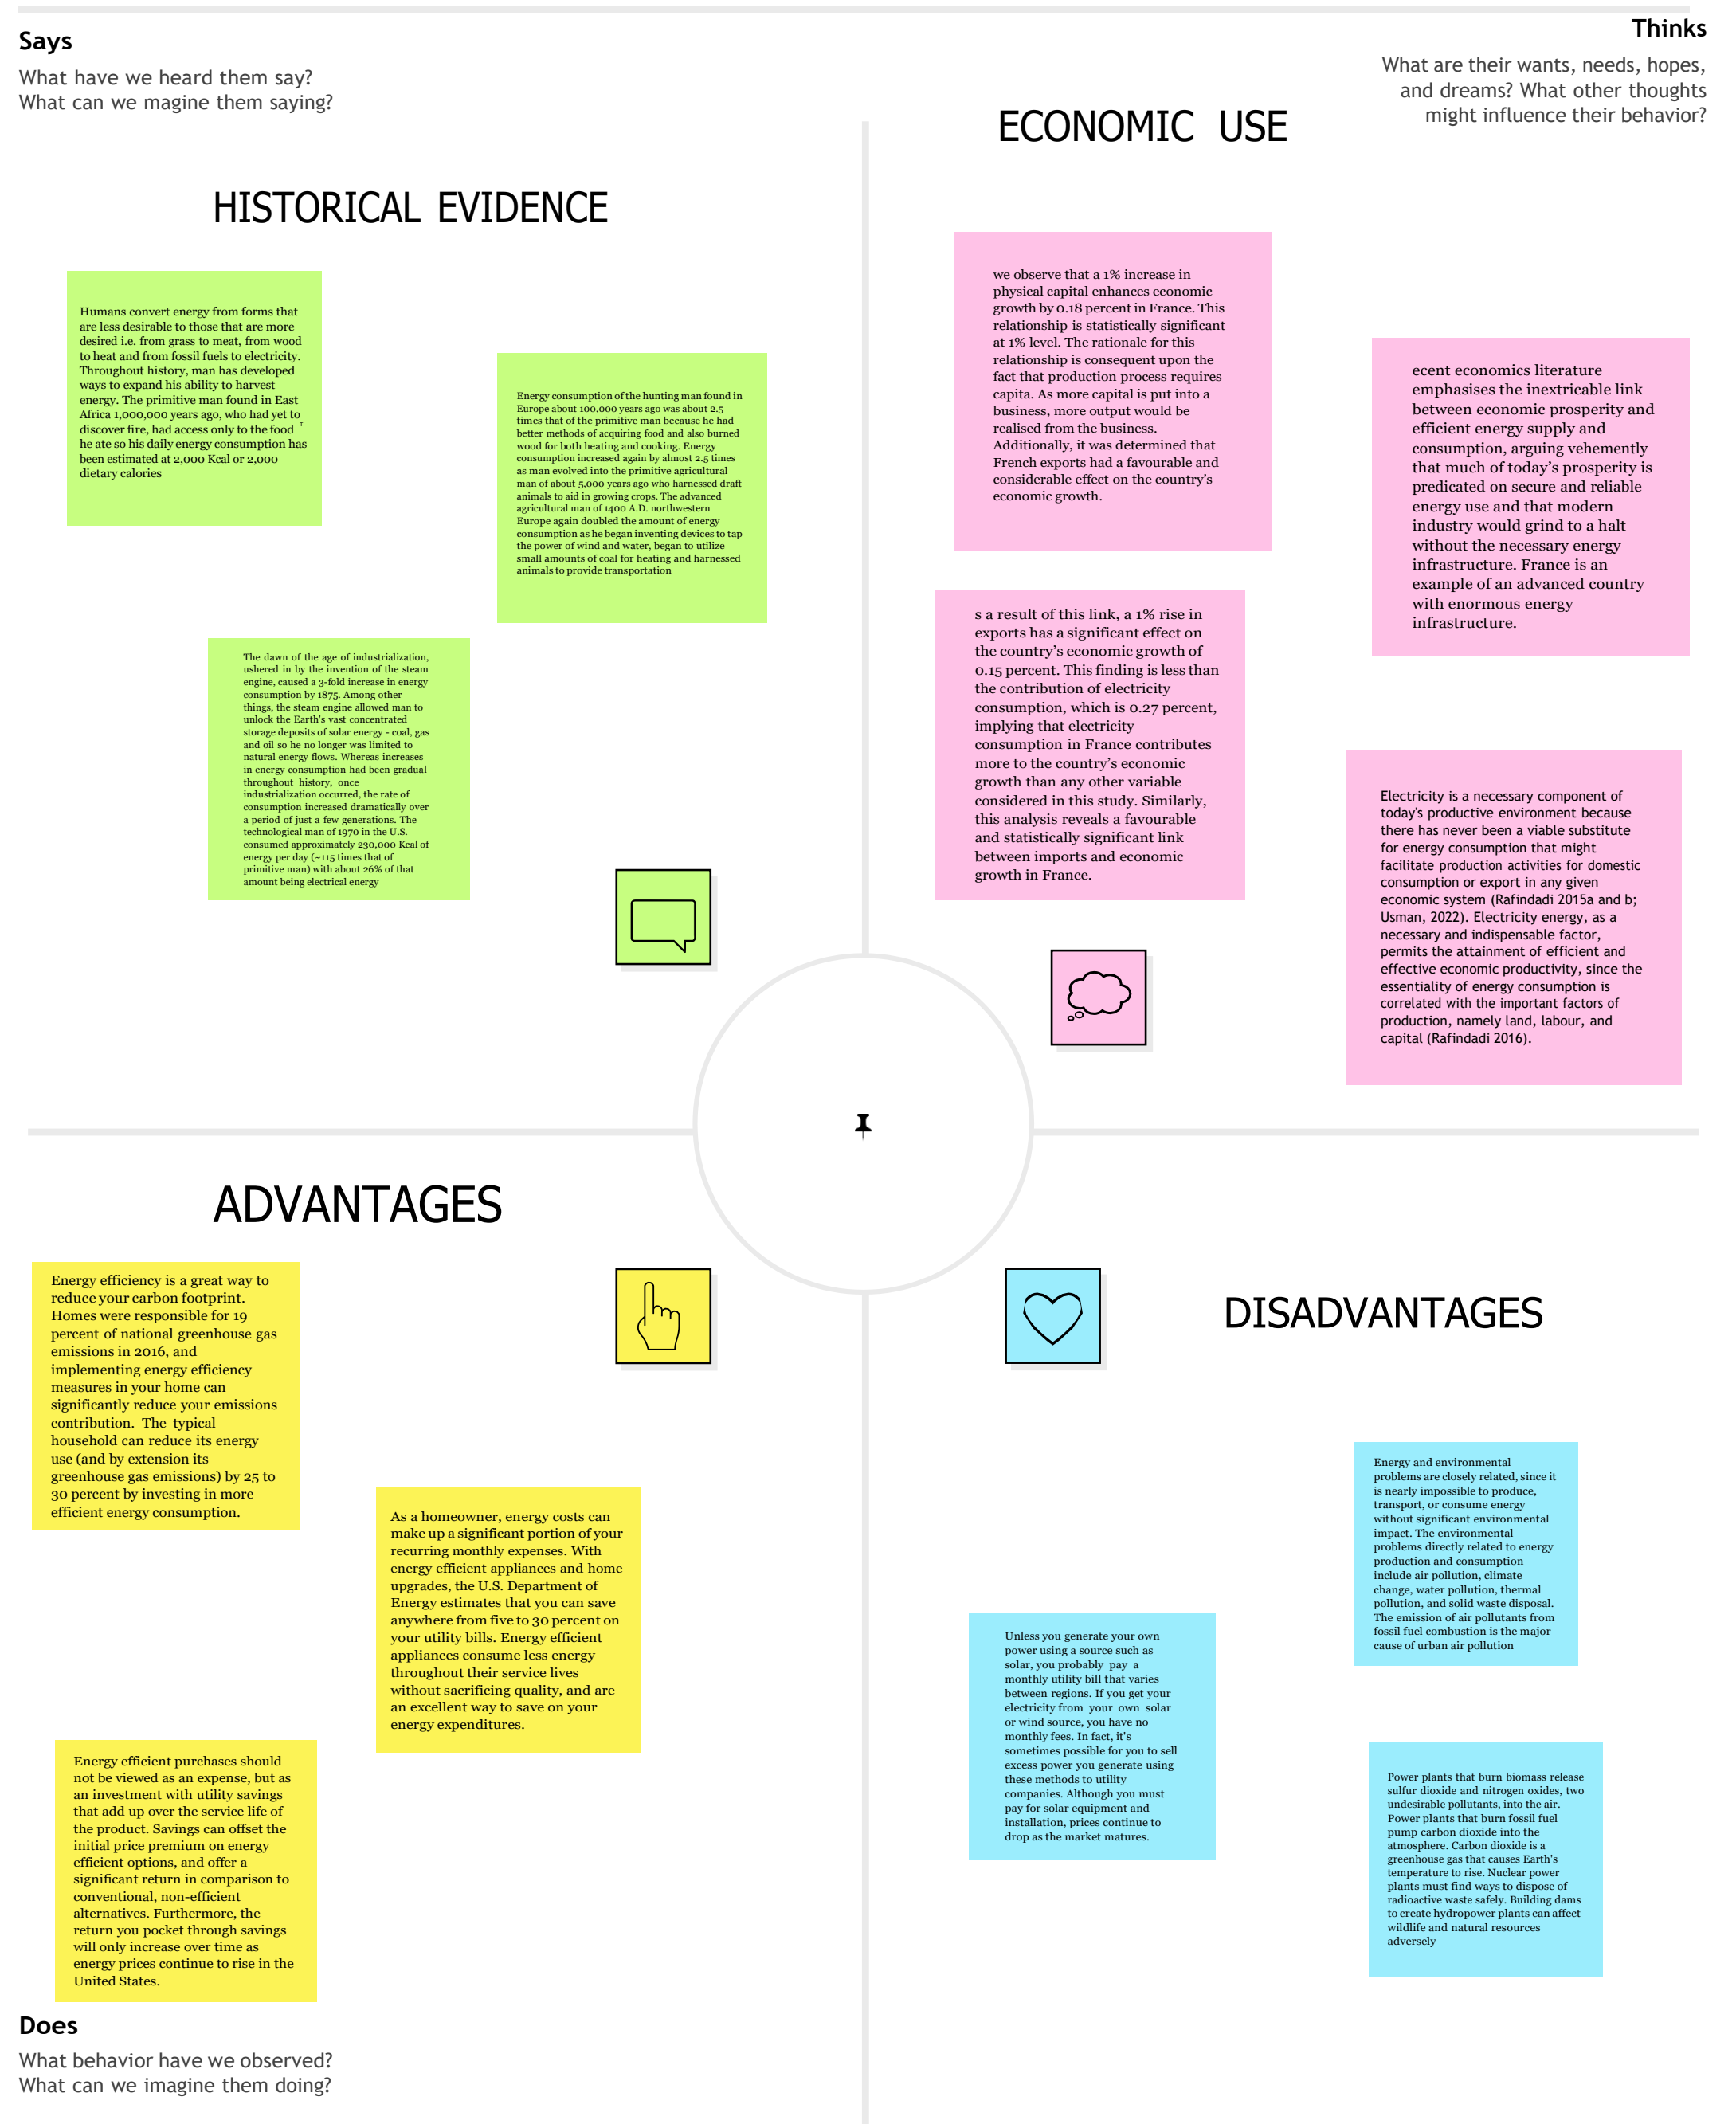 Says
What have we heard them say?
What can we magine them saying?
Thinks
What are their wants, needs, hopes,
and dreams? What other thoughts
might influence their behavior?
HISTORICAL EVIDENCE
Humans convert energy from forms that
are less desirable to those that are more
desired i.e. from grass to meat, from wood
to heat and from fossil fuels to electricity.
Throughout history, man has developed
ways to expand his ability to harvest
energy. The primitive man found in East
Africa 1,000,000 years ago, who had yet to
discover fire, had access only to the food
he ate so his daily energy consumption has
been estimated at 2,000 Kcal or 2,000
dietary calories
Energy consumption of the hunting man found in
Europe about 100,000 years ago was about 2.5
times that of the primitive man because he had
better methods of acquiring food and also burned
wood for both heating and cooking. Energy
consumption increased again by almost 2.5 times
as man evolved into the primitive agricultural
man of about 5,000 years ago who harnessed draft
animals to aid in growing crops. The advanced
agricultural man of 1400 A.D. northwestern
Europe again doubled the amount of energy
consumption as he began inventing devices to tap
the power of wind and water, began to utilize
small amounts of coal for heating and harnessed
animals to provide transportation
The dawn of the age of industrialization,
ushered in by the invention of the steam
engine, caused a 3-fold increase in energy
consumption by 1875. Among other
things, the steam engine allowed man to
unlock the Earth's vast concentrated
storage deposits of solar energy - coal, gas
and oil so he no longer was limited to
natural energy flows. Whereas increases
in energy consumption had been gradual
throughout history, once
industrialization occurred, the rate of
consumption increased dramatically over
a period of just a few generations. The
technological man of 1970 in the U.S.
consumed approximately 230,000 Kcal of
energy per day (~115 times that of
primitive man) with about 26% of that
amount being electrical energy
ECONOMIC USE
we observe that a 1% increase in
physical capital enhances economic
growth by 0.18 percent in France. This
relationship is statistically significant
at 1% level. The rationale for this
relationship is consequent upon the
fact that production process requires
capita. As more capital is put into a
business, more output would be
realised from the business.
Additionally, it was determined that
French exports had a favourable and
considerable effect on the country's
economic growth.
ecent economics literature
emphasises the inextricable link
between economic prosperity and
efficient energy supply and
consumption, arguing vehemently
that much of today's prosperity is
predicated on secure and reliable
energy use and that modern
industry would grind to a halt
without the necessary energy
infrastructure. France is an
example of an advanced country
with enormous energy
infrastructure.
s a result of this link, a 1% rise in
exports has a significant effect on
the country's economic growth of
0.15 percent. This finding is less than
the contribution of electricity
consumption, which is 0.27 percent,
implying that electricity
consumption in France contributes
more to the country's economic
growth than any other variable
considered in this study. Similarly,
this analysis reveals a favourable
and statistically significant link
between imports and economic
growth in France.
Electricity is a necessary component of
today's productive environment because
there has never been a viable substitute
for energy consumption that might
facilitate production activities for domestic
consumption or export in any given
economic system (Rafindadi 2015a and b;
Usman, 2022). Electricity energy, as a
necessary and indispensable factor,
permits the attainment of efficient and
effective economic productivity, since the
essentiality of energy consumption is
correlated with the important factors of
production, namely land, labour, and
capital (Rafindadi 2016).
ADVANTAGES
Energy efficiency is a great way to
reduce your carbon footprint.
Homes were responsible for 19
percent of national greenhouse gas
emissions in 2016, and
implementing energy efficiency
measures in your home can
significantly reduce your emissions
contribution. The typical
household can reduce its energy
use (and by extension its
greenhouse gas emissions) by 25 to
30 percent by investing in more
efficient energy consumption.
As a homeowner, energy costs can
make up a significant portion of your
recurring monthly expenses. With
energy efficient appliances and home
upgrades, the U.S. Department of
Energy estimates that you can save
anywhere from five to 30 percent on
your utility bills. Energy efficient
appliances consume less energy
throughout their service lives
without sacrificing quality, and are
an excellent way to save on your
energy expenditures.
Energy efficient purchases should
not be viewed as an expense, but as
an investment with utility savings
that add up over the service life of
the product. Savings can offset the
initial price premium on energy
efficient options, and offer a
significant return in comparison to
conventional, non-efficient
alternatives. Furthermore, the
return you pocket through savings
will only increase over time as
energy prices continue to rise in the
United States.
DISADVANTAGES
Energy and environmental
problems are closely related, since it
is nearly impossible to produce,
transport, or consume energy
without significant environmental
impact. The environmental
problems directly related to energy
production and consumption
include air pollution, climate
change, water pollution, thermal
pollution, and solid waste disposal.
The emission of air pollutants from
fossil fuel combustion is the major
cause of urban air pollution
Unless you generate your own
power using a source such as
solar, you probably pay a
monthly utility bill that varies
between regions. If you get your
electricity from your own solar
or wind source, you have no
monthly fees. In fact, it's
sometimes possible for you to sell
excess power you generate using
these methods to utility
companies. Although you must
pay for solar equipment and
installation, prices continue to
drop as the market matures.
Power plants that burn biomass release
sulfur dioxide and nitrogen oxides, two
undesirable pollutants, into the air.
Power plants that burn fossil fuel
pump carbon dioxide into the
atmosphere. Carbon dioxide is a
greenhouse gas that causes Earth's
temperature to rise. Nuclear power
plants must find ways to dispose of
radioactive waste safely. Building dams
to create hydropower plants can affect
wildlife and natural resources
adversely
Does
What behavior have we observed?
What can we imagine them doing?